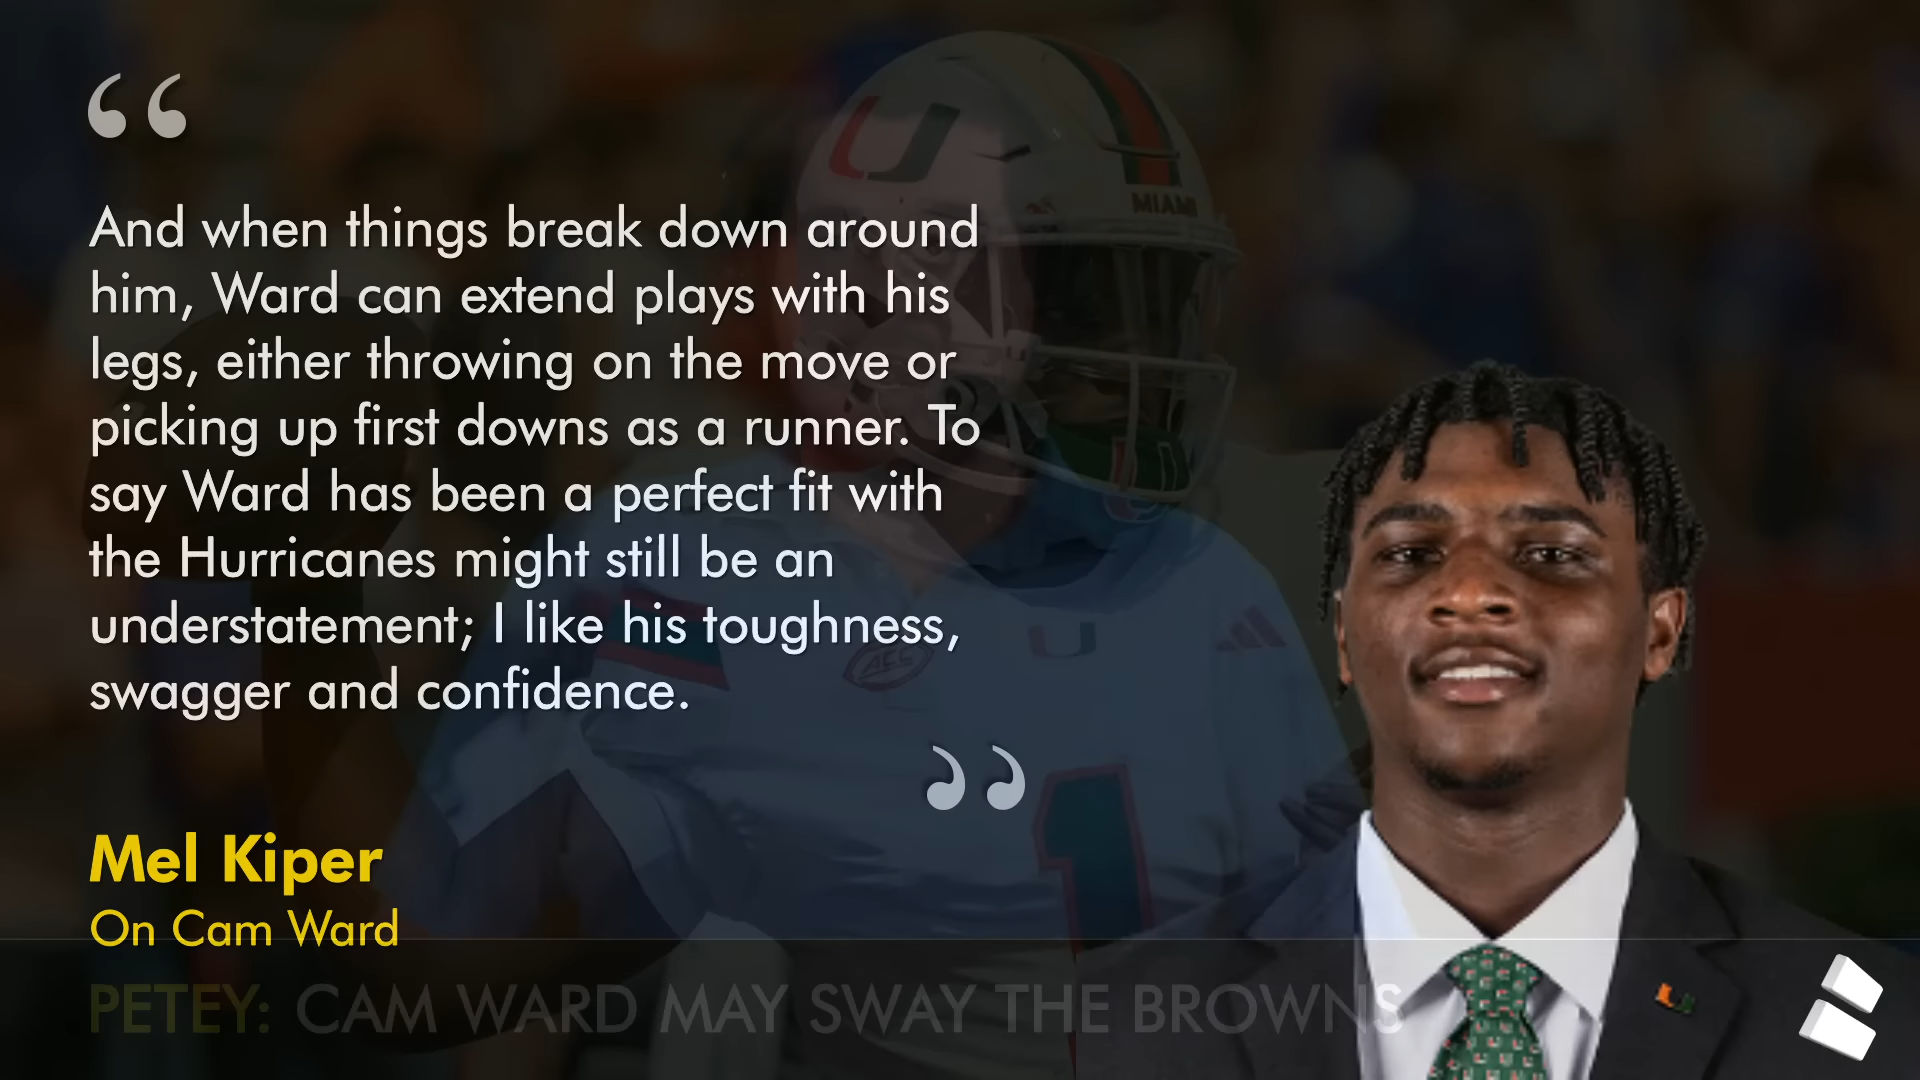 “
And when things break down around
him, Ward can extend plays with his
legs, either throwing on the move or
picking up first downs as a runner. To
say Ward has been a perfect fit with
the Hurricanes might still be an
understatement; I like his toughness,
swagger and confidence.
”
Mel Kiper
On Cam Ward
PETEY: CAM WARD MAY SWAY THE BROWNS
U
MIAMI
U
ACC
1